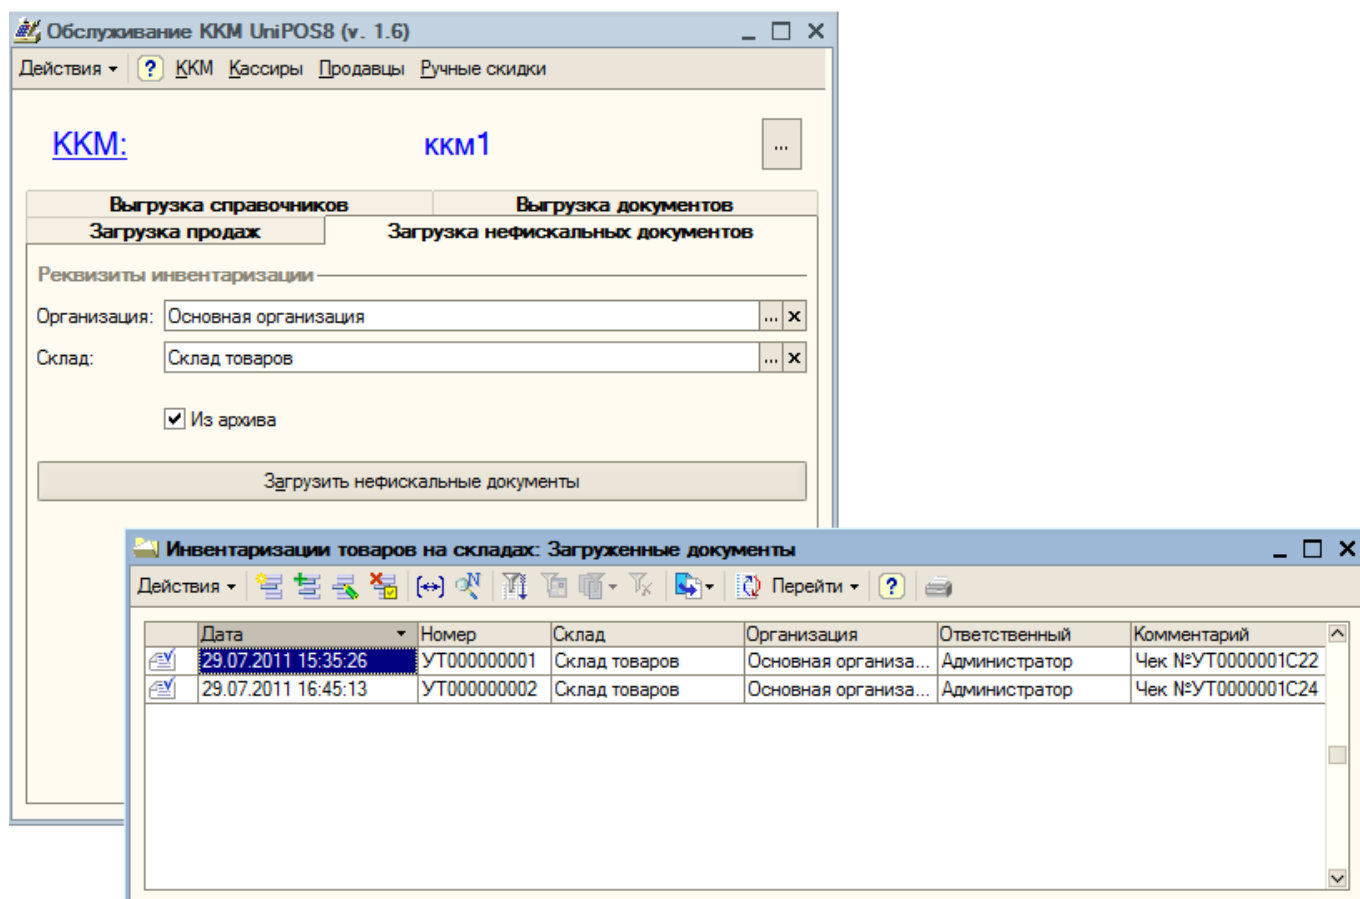 Обслуживание ККМ UniPOS8 (v. 1.6)
Действия ? ККМ Кассиры Продавцы Ручные скидки
ККМ: ккм1 ...
Выгрузка справочников Выгрузка документов
Загрузка продаж Загрузка нефискальных документов
Реквизиты инвентаризации
Организация: Основная организация ... x
Склад: Склад товаров ... x
Из архива
Загрузить нефискальные документы
Инвентаризации товаров на складах: Загруженные документы
Действия Перейти ?
Дата Номер Склад Организация Ответственный Комментарий
29.07.2011 15:35:26 УТ000000001 Склад товаров Основная организа... Администратор Чек №УТ0000001С22
29.07.2011 16:45:13 УТ000000002 Склад товаров Основная организа... Администратор Чек №УТ0000001С24